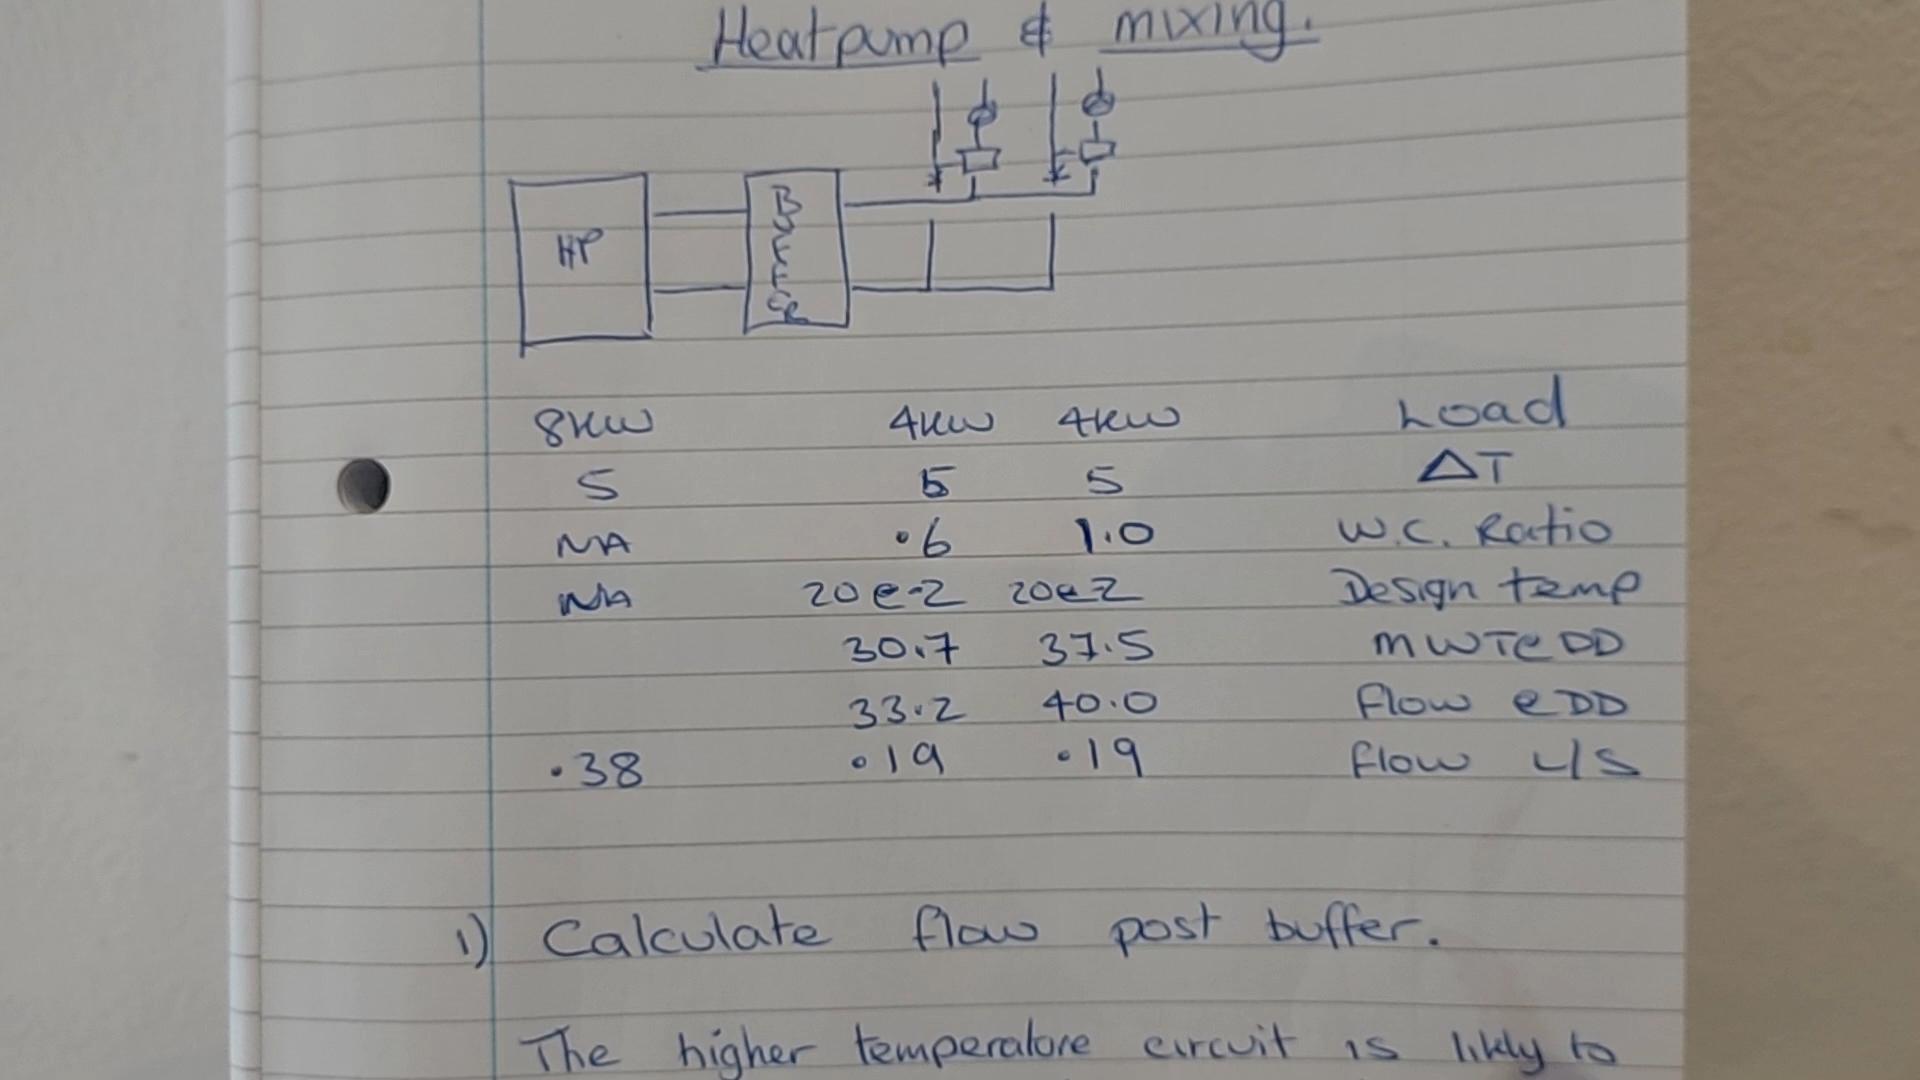 Heatpump & mixing.
HP
BUFFER
8kW 4kW 4kW Load
5 5 5 ΔT
NA .6 1.0 W.C. Ratio
NA 20@-2 20@2 Design temp
30.7 37.5 MWT@DD
33.2 40.0 flow @DD
.38 .19 .19 flow L/S
1) Calculate flow post buffer.
The higher temperature circuit is likly to